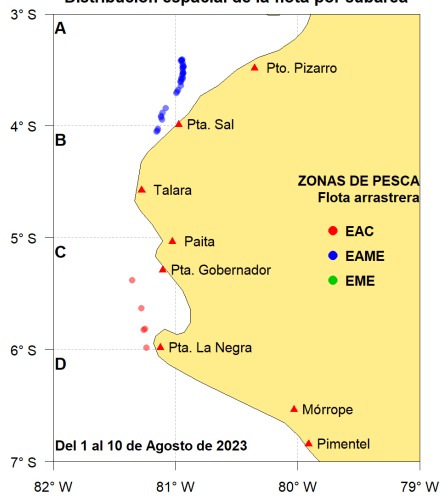 Distribución espacial de la flota por subárea
3° S
A
Pto. Pizarro
4° S
Pta. Sal
B
ZONAS DE PESCA
Talara
Flota arrastrera
EAC
5° S
Paita
C
EAME
Pta. Gobernador
EME
6° S
Pta. La Negra
D
Mórrope
Del 1 al 10 de Agosto de 2023
Pimentel
7° S
82° W
81° W
80° W
79° W